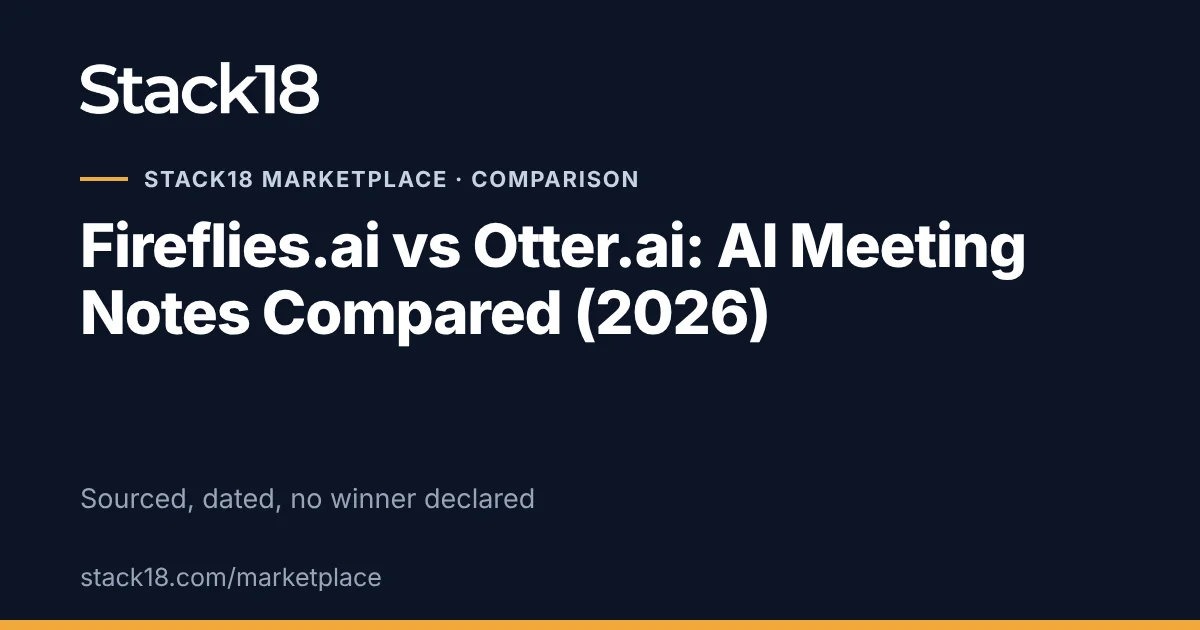 Stack18
STACK18 MARKETPLACE · COMPARISON
Fireflies.ai vs Otter.ai: AI Meeting
Notes Compared (2026)
Sourced, dated, no winner declared
stack18.com/marketplace